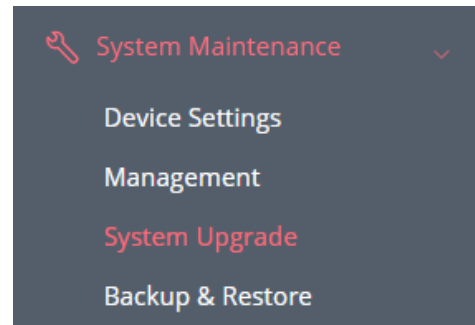 System Maintenance
Device Settings
Management
System Upgrade
Backup & Restore